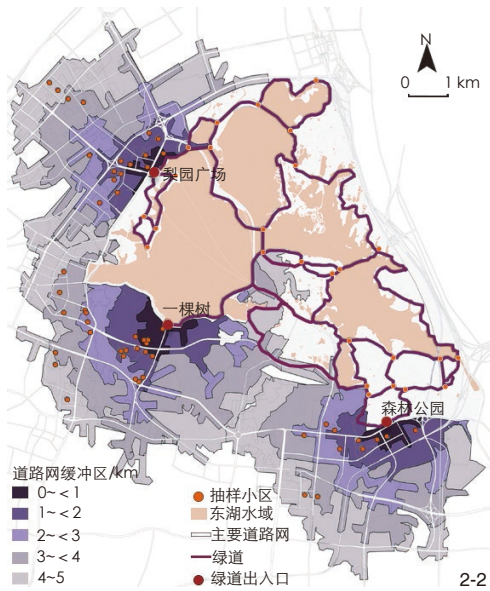 N
0 1 km
梨园广场
一棵树
森林公园
道路网缓冲区/km
0~<1
1~<2
2~<3
3~<4
4~5
抽样小区
东湖水域
主要道路网
绿道
绿道出入口
2-2